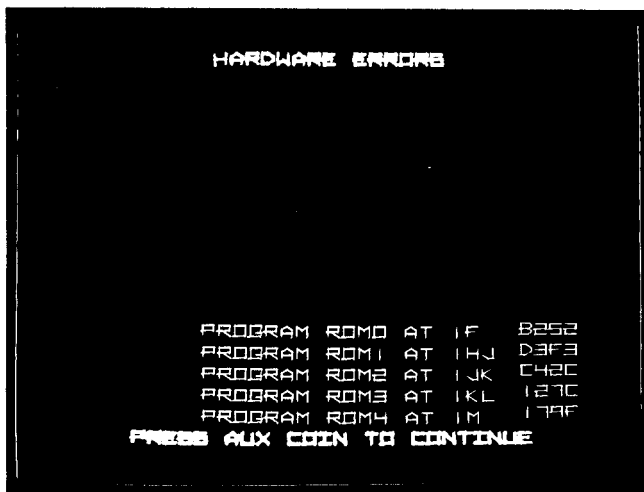 HARDWARE ERRORS
PROGRAM ROM0 AT 1F B252
PROGRAM ROM1 AT 1HJ D3F3
PROGRAM ROM2 AT 1JK C42C
PROGRAM ROM3 AT 1KL 127C
PROGRAM ROM4 AT 1M 179F
PRESS AUX COIN TO CONTINUE